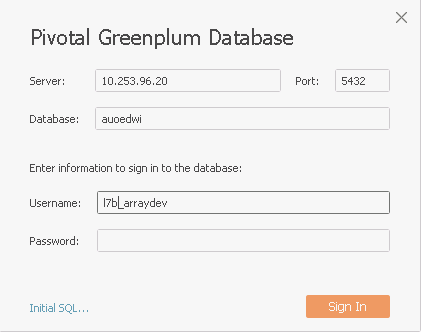 Pivotal Greenplum Database
Server: 10.253.96.20 Port: 5432
Database: auoedwi
Enter information to sign in to the database:
Username: l7b_arraydev
Password:
Initial SQL... Sign In